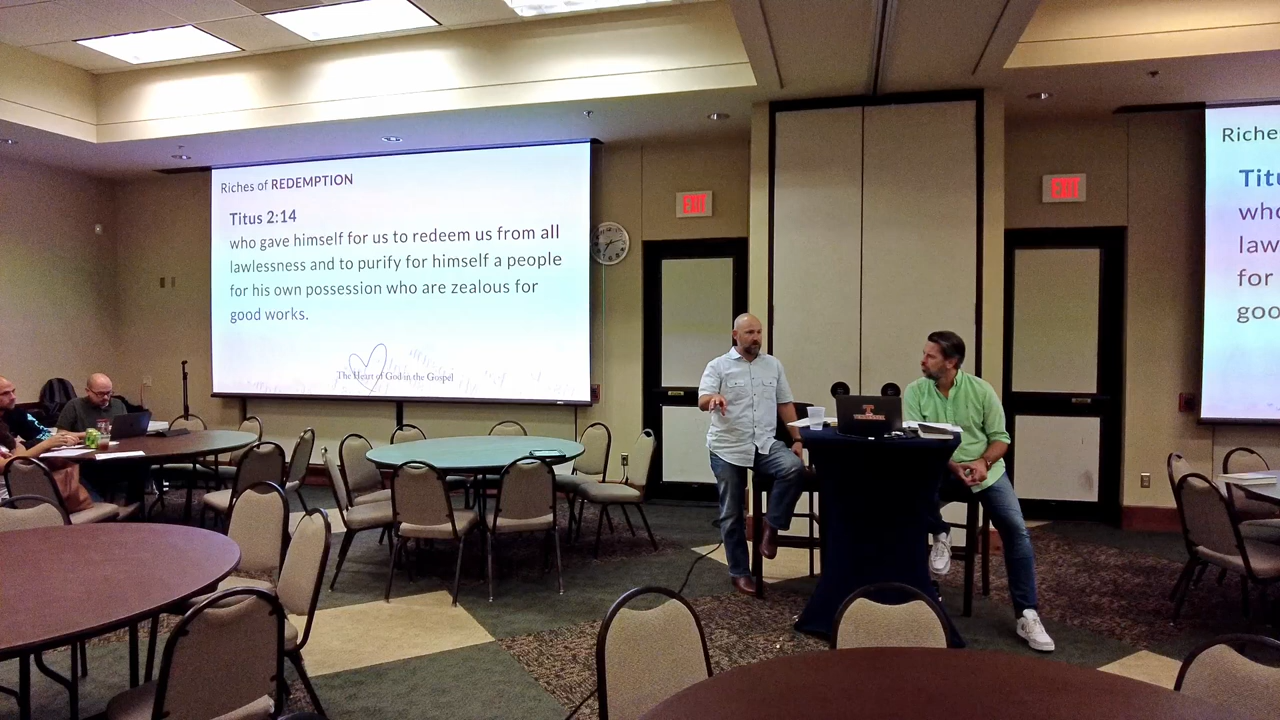 Riches of REDEMPTION
Titus 2:14
who gave himself for us to redeem us from all
lawlessness and to purify for himself a people
for his own possession who are zealous for
good works.
The Heart of God in the Gospel
EXIT
EXIT
Riche
Titu
who
law
for
goo
T
TENNESSEE